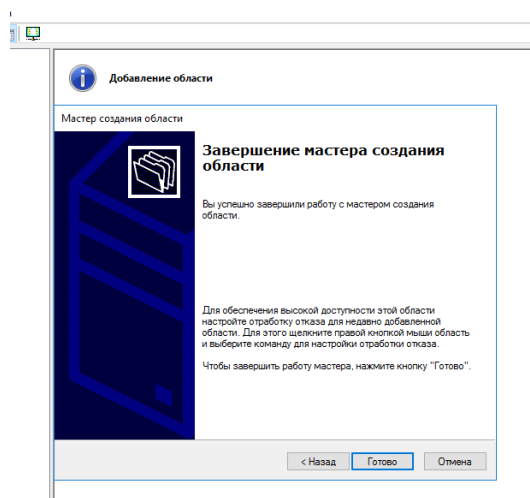 Добавление области
Мастер создания области
Завершение мастера создания
области
Вы успешно завершили работу с мастером создания
области.
Для обеспечения высокой доступности этой области
настройте отработку отказа для недавно добавленной
области. Для этого щелкните правой кнопкой мыши область
и выберите команду для настройки отработки отказа.
Чтобы завершить работу мастера, нажмите кнопку "Готово".
< Назад Готово Отмена